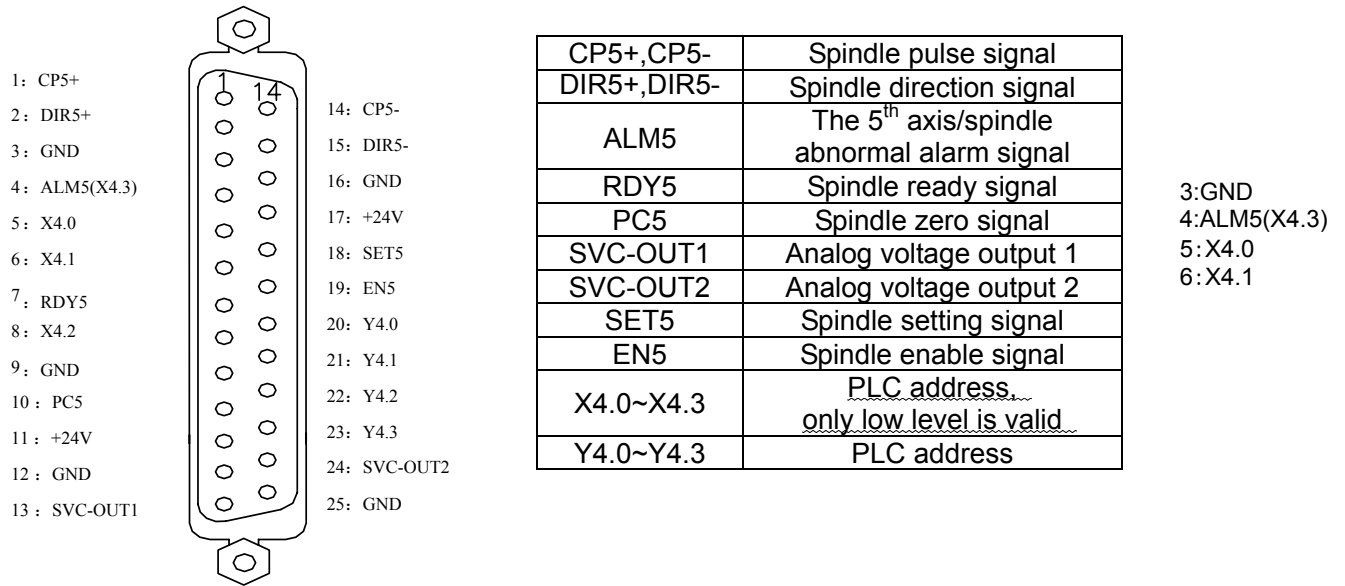 1: CP5+
2: DIR5+
3: GND
4: ALM5(X4.3)
5: X4.0
6: X4.1
7: RDY5
8: X4.2
9: GND
10: PC5
11: +24V
12: GND
13: SVC-OUT1
1
14
14: CP5-
15: DIR5-
16: GND
17: +24V
18: SET5
19: EN5
20: Y4.0
21: Y4.1
22: Y4.2
23: Y4.3
24: SVC-OUT2
25: GND
CP5+,CP5- Spindle pulse signal
DIR5+,DIR5- Spindle direction signal
ALM5 The 5th axis/spindle
abnormal alarm signal
RDY5 Spindle ready signal
PC5 Spindle zero signal
SVC-OUT1 Analog voltage output 1
SVC-OUT2 Analog voltage output 2
SET5 Spindle setting signal
EN5 Spindle enable signal
X4.0~X4.3 PLC address,
only low level is valid
Y4.0~Y4.3 PLC address
3:GND
4:ALM5(X4.3)
5:X4.0
6:X4.1